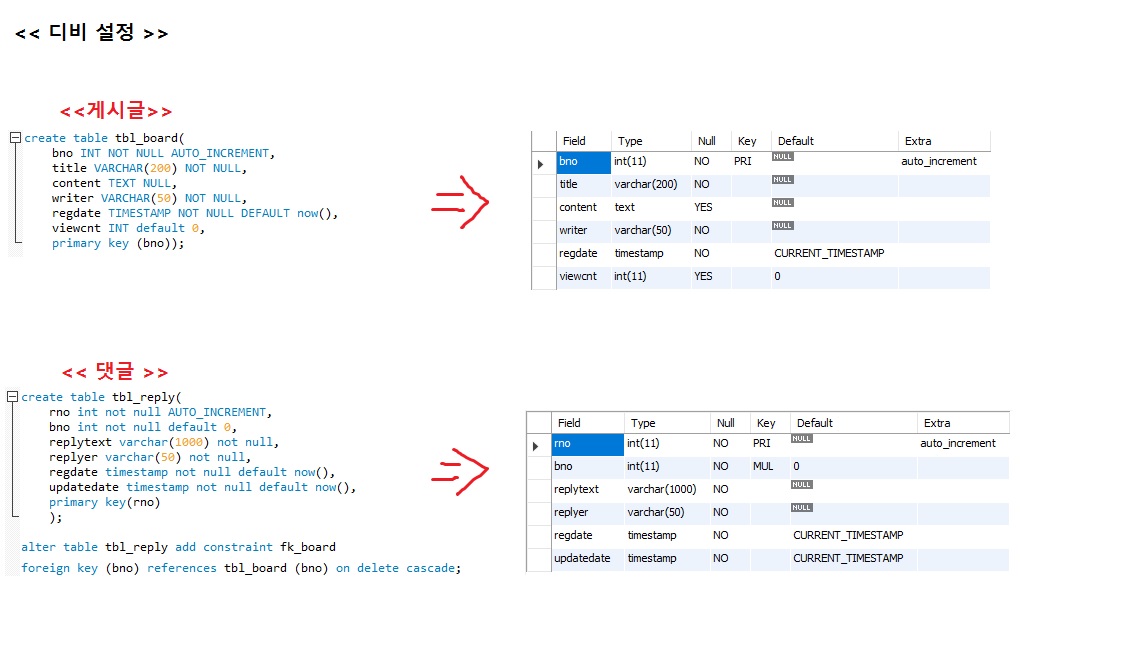 << 디비 설정 >>
<<게시글>>
create table tbl_board(
bno INT NOT NULL AUTO_INCREMENT,
title VARCHAR(200) NOT NULL,
content TEXT NULL,
writer VARCHAR(50) NOT NULL,
regdate TIMESTAMP NOT NULL DEFAULT now(),
viewcnt INT default 0,
primary key (bno));
Field Type Null Key Default Extra
bno int(11) NO PRI NULL auto_increment
title varchar(200) NO NULL
content text YES NULL
writer varchar(50) NO NULL
regdate timestamp NO CURRENT_TIMESTAMP
viewcnt int(11) YES 0
<< 댓글 >>
create table tbl_reply(
rno int not null AUTO_INCREMENT,
bno int not null default 0,
replytext varchar(1000) not null,
replyer varchar(50) not null,
regdate timestamp not null default now(),
updatedate timestamp not null default now(),
primary key(rno)
);
alter table tbl_reply add constraint fk_board
foreign key (bno) references tbl_board (bno) on delete cascade;
Field Type Null Key Default Extra
rno int(11) NO PRI NULL auto_increment
bno int(11) NO MUL 0
replytext varchar(1000) NO NULL
replyer varchar(50) NO NULL
regdate timestamp NO CURRENT_TIMESTAMP
updatedate timestamp NO CURRENT_TIMESTAMP